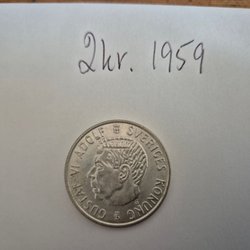 2kr. 1959
GUSTAF VI ADOLF SVERIGES KONUNG